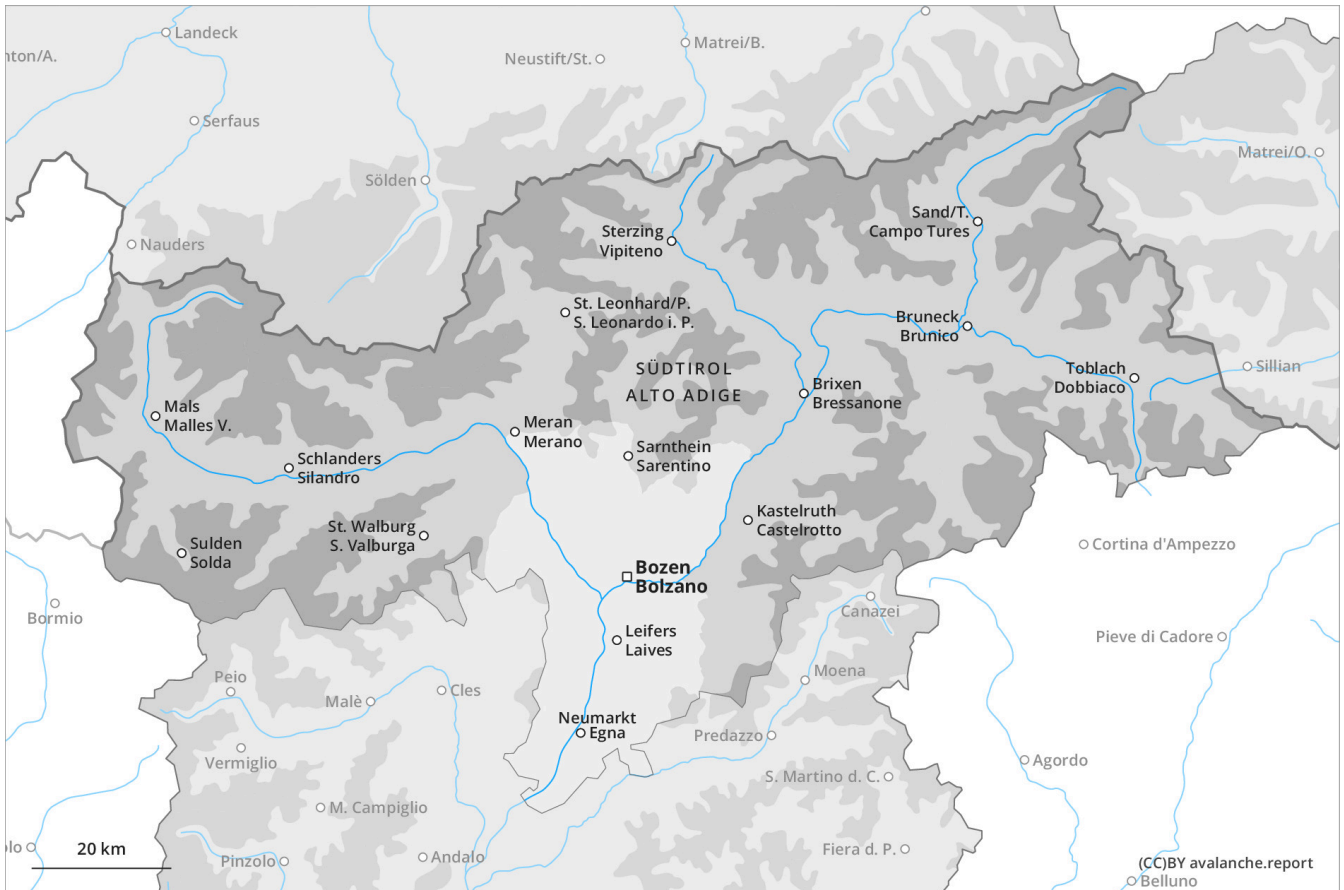 Landeck
nton/A.
Matrei/B.
Neustift/St.
Serfaus
Matrei/O.
Sölden
Sand/T.
Campo Tures
Sterzing
Vipiteno
Nauders
St. Leonhard/P.
S. Leonardo i. P.
Bruneck
Brunico
SÜDTIROL
ALTO ADIGE
Toblach
Dobbiaco
Sillian
Brixen
Bressanone
Mals
Malles V.
Meran
Merano
Sarnthein
Sarentino
Schlanders
Silandro
Kastelruth
Castelrotto
St. Walburg
S. Valburga
Sulden
Solda
Cortina d'Ampezzo
Bozen
Bolzano
Bormio
Canazei
Leifers
Laives
Pieve di Cadore
Peio
Malè
Cles
Moena
Neumarkt
Egna
Predazzo
Vermiglio
Agordo
S. Martino d. C.
M. Campiglio
olo
20 km
Pinzolo
Andalo
Fiera d. P.
(CC)BY avalanche.report
Belluno